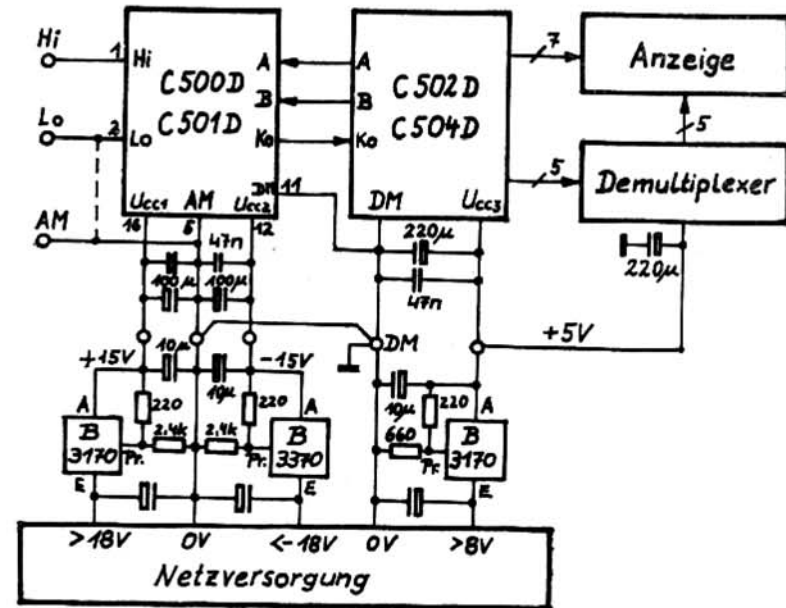 Hi
1
Hi
C500D
C501D
A
B
Ko
A
B
Ko
C502D
C504D
7
Anzeige
5
Lo
2
Lo
DM
11
5
Demultiplexer
AM
Ucc1
AM
Ucc2
16
6
12
DM
Ucc3
47n
100µ
100µ
220µ
47n
220µ
+5V
DM
+15V
10µ
-15V
10µ
A
220
220
A
10µ
220
A
B
3170
Pr.
2.4k
2.4k
Pr.
B
3370
660
Pr.
B
3170
E
E
E
>18V
0V
<-18V
0V
>8V
Netzversorgung